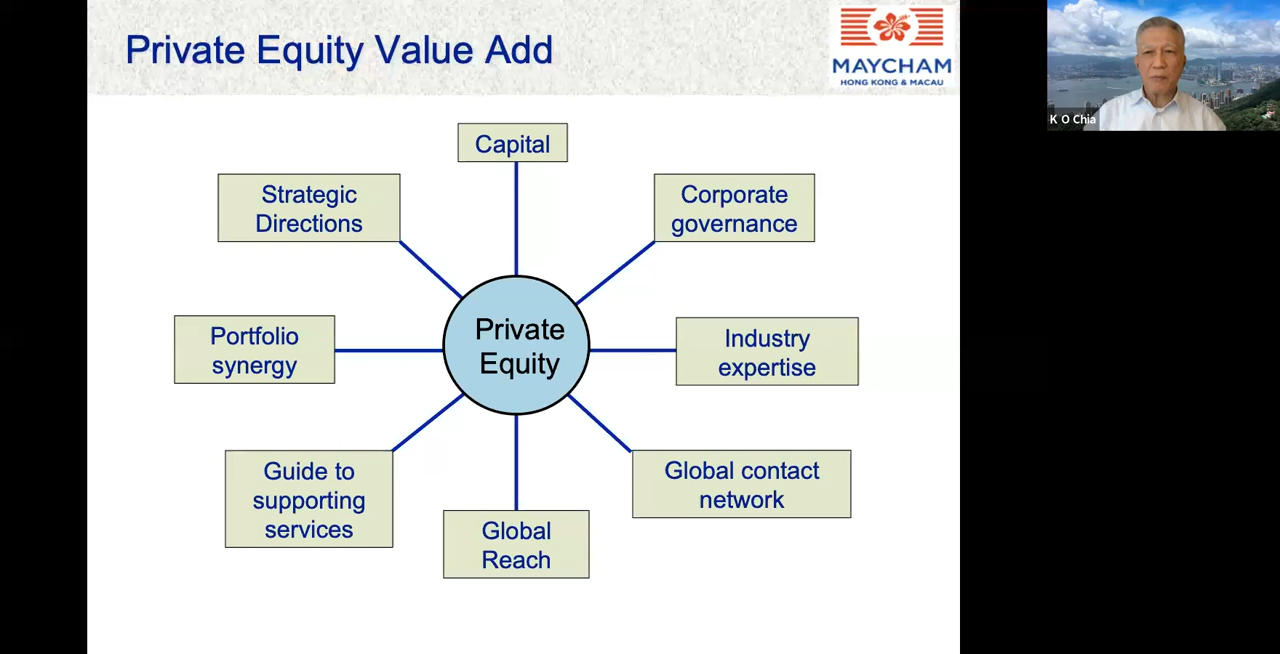 Private Equity Value Add
MAYCHAM
HONG KONG & MACAU
K O Chia
Capital
Strategic
Directions
Corporate
governance
Portfolio
synergy
Private
Equity
Industry
expertise
Guide to
supporting
services
Global
Reach
Global contact
network